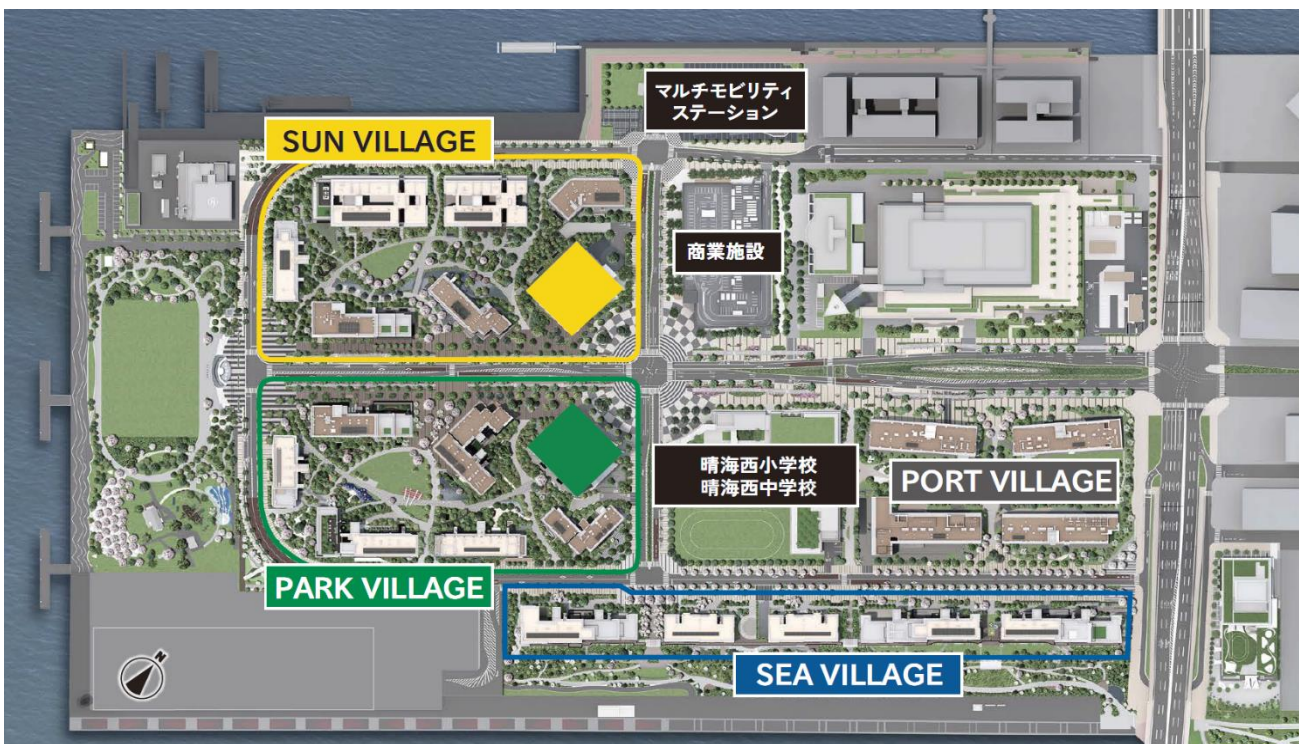 マルチモビリティ
ステーション
SUN VILLAGE
商業施設
晴海西小学校
晴海西中学校
PORT VILLAGE
PARK VILLAGE
SEA VILLAGE
N